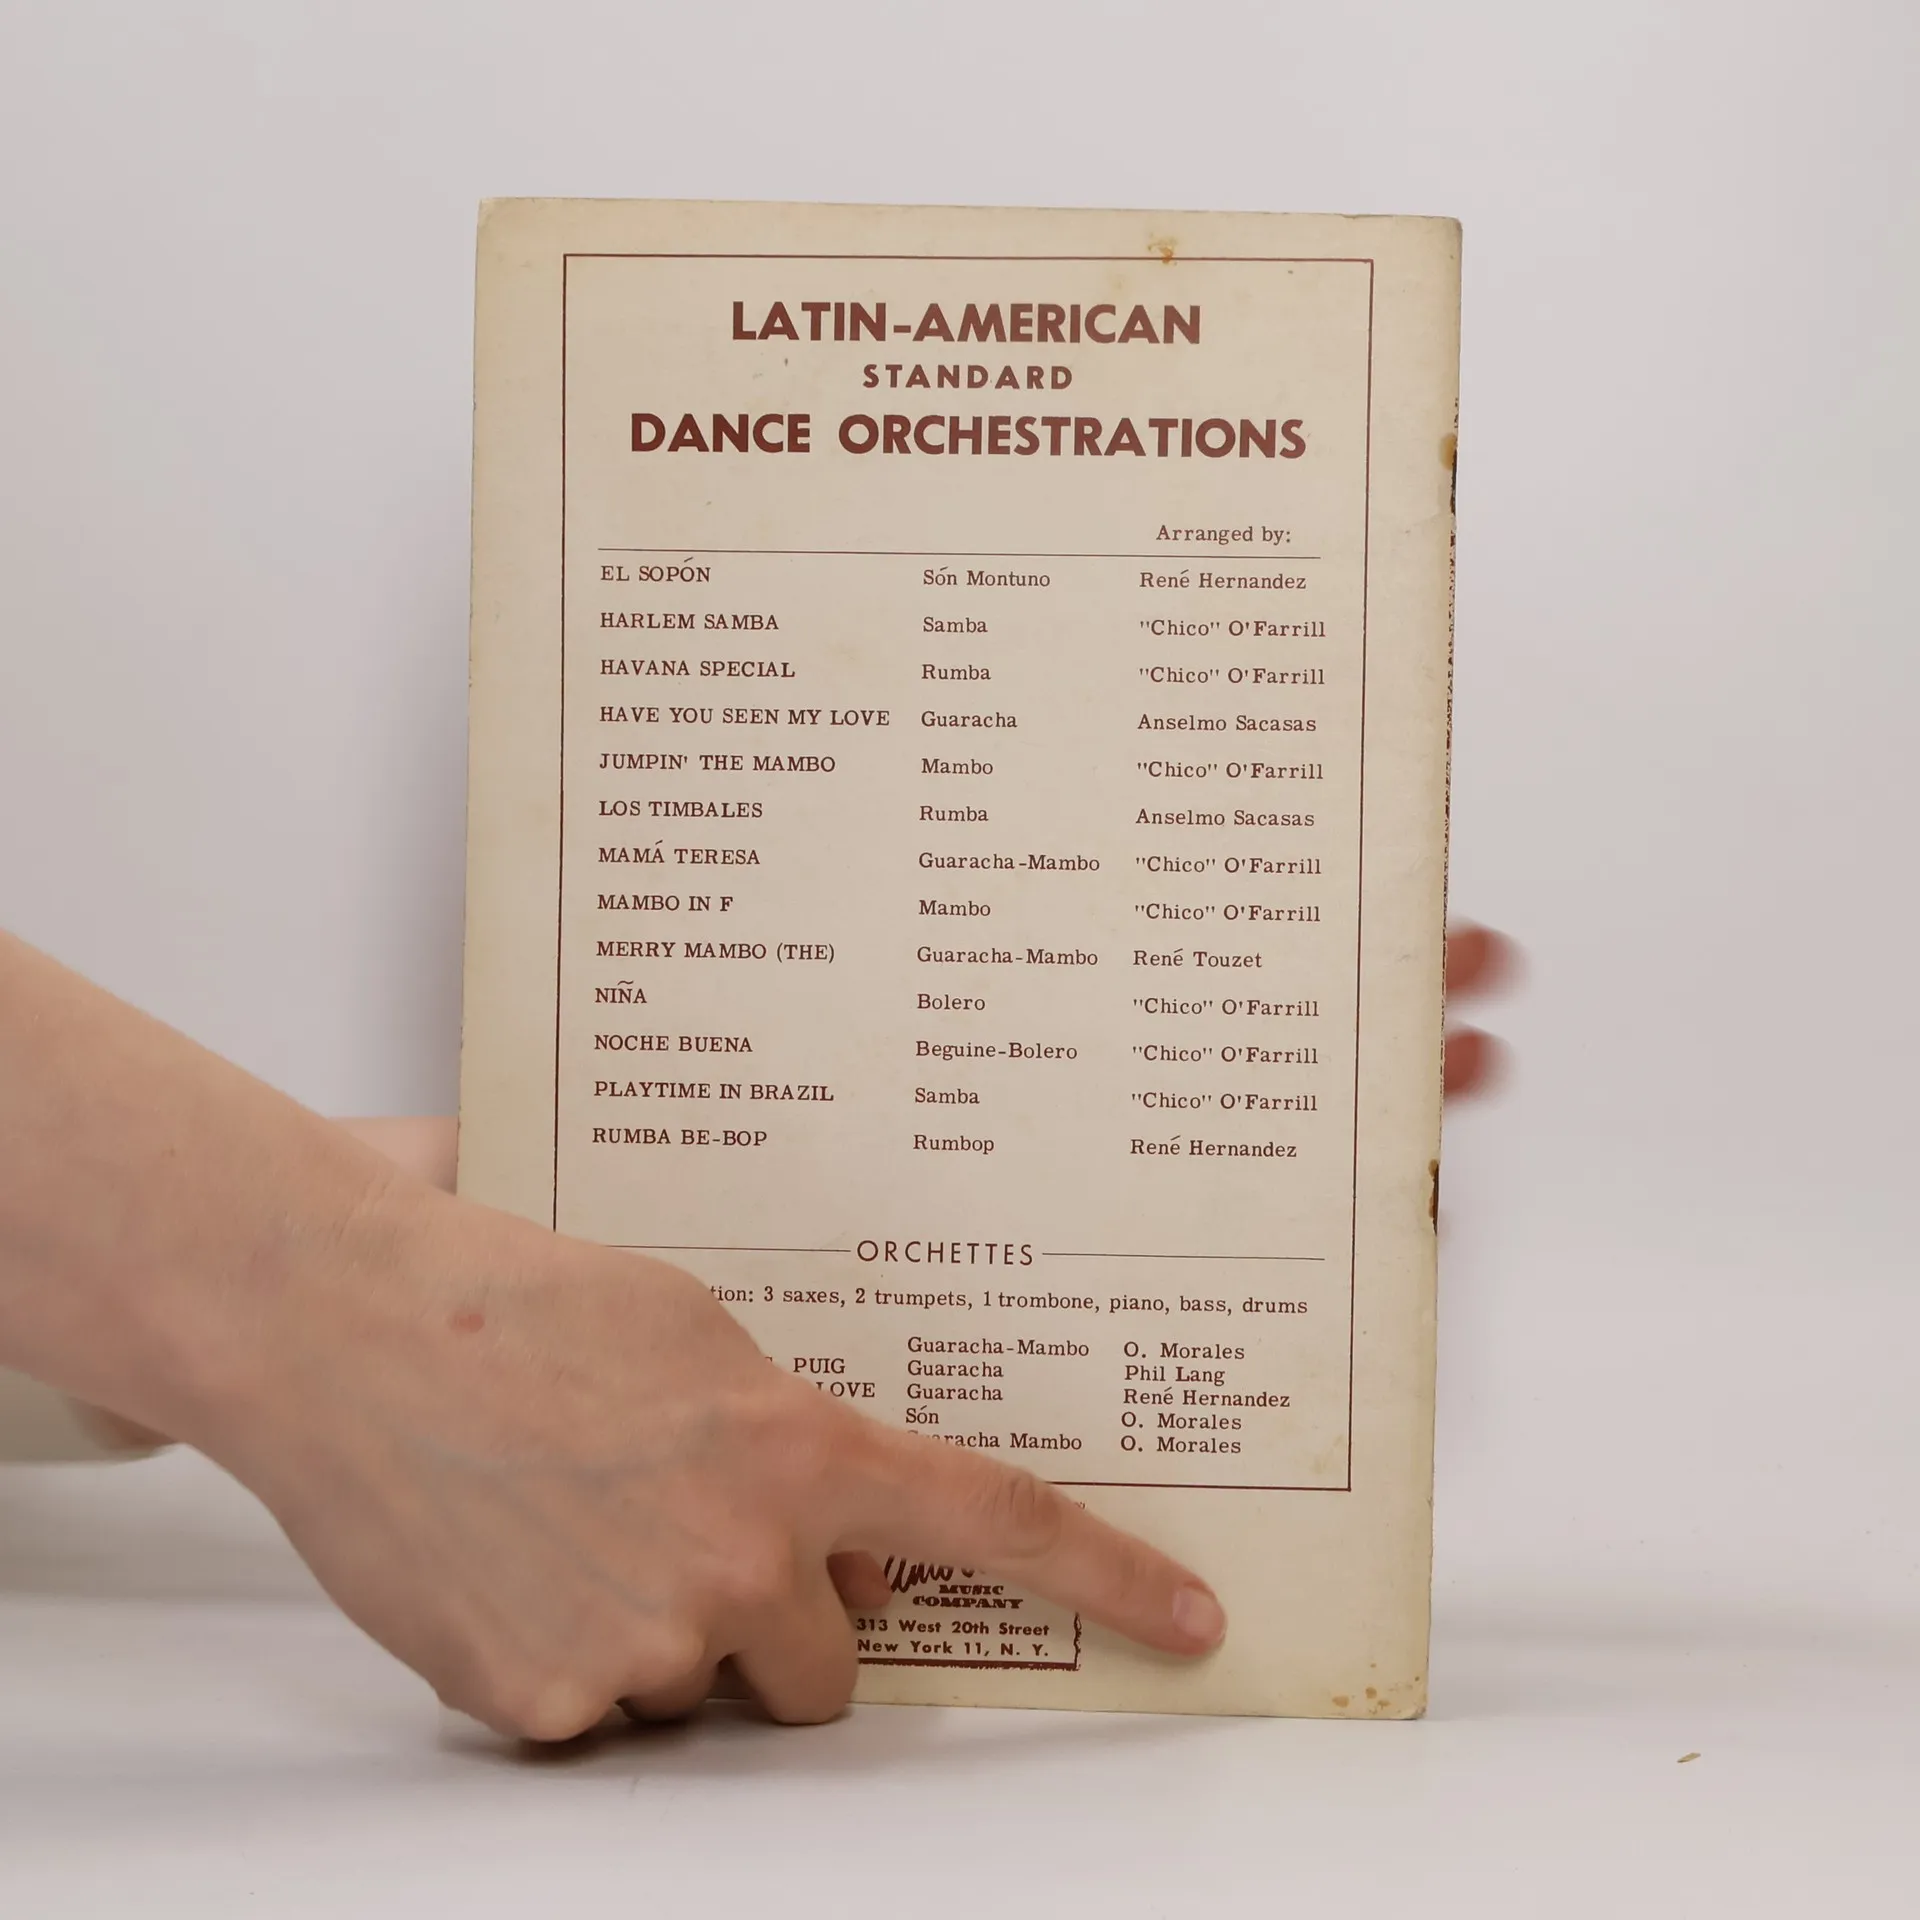 LATIN-AMERICAN
STANDARD
DANCE ORCHESTRATIONS
Arranged by:
EL SOPÓN Són Montuno René Hernandez
HARLEM SAMBA Samba "Chico" O'Farrill
HAVANA SPECIAL Rumba "Chico" O'Farrill
HAVE YOU SEEN MY LOVE Guaracha Anselmo Sacasas
JUMPIN' THE MAMBO Mambo "Chico" O'Farrill
LOS TIMBALES Rumba Anselmo Sacasas
MAMÁ TERESA Guaracha-Mambo "Chico" O'Farrill
MAMBO IN F Mambo "Chico" O'Farrill
MERRY MAMBO (THE) Guaracha-Mambo René Touzet
NIÑA Bolero "Chico" O'Farrill
NOCHE BUENA Beguine-Bolero "Chico" O'Farrill
PLAYTIME IN BRAZIL Samba "Chico" O'Farrill
RUMBA BE-BOP Rumbop René Hernandez
ORCHETTES
3 saxes, 2 trumpets, 1 trombone, piano, bass, drums
Guaracha-Mambo O. Morales
PUIG Guaracha Phil Lang
LOVE Guaracha René Hernandez
Són O. Morales
Mambo O. Morales
MUSIC
COMPANY
313 West 20th Street
New York 11, N. Y.